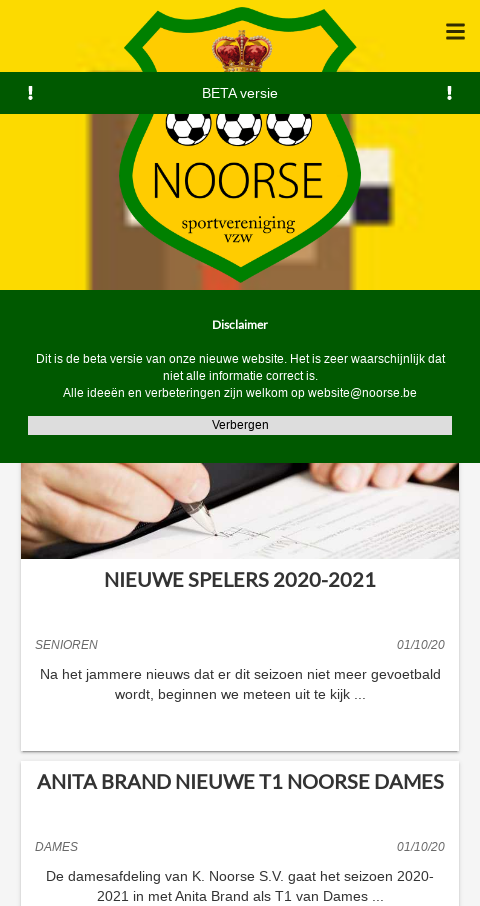 BETA versie
NOORSE
sportvereniging
vzw
Disclaimer
Dit is de beta versie van onze nieuwe website. Het is zeer waarschijnlijk dat
niet alle informatie correct is.
Alle ideeën en verbeteringen zijn welkom op website@noorse.be
Verbergen
NIEUWE SPELERS 2020-2021
SENIOREN 01/10/20
Na het jammere nieuws dat er dit seizoen niet meer gevoetbald
wordt, beginnen we meteen uit te kijk ...
ANITA BRAND NIEUWE T1 NOORSE DAMES
DAMES 01/10/20
De damesafdeling van K. Noorse S.V. gaat het seizoen 2020-
2021 in met Anita Brand als T1 van Dames ...